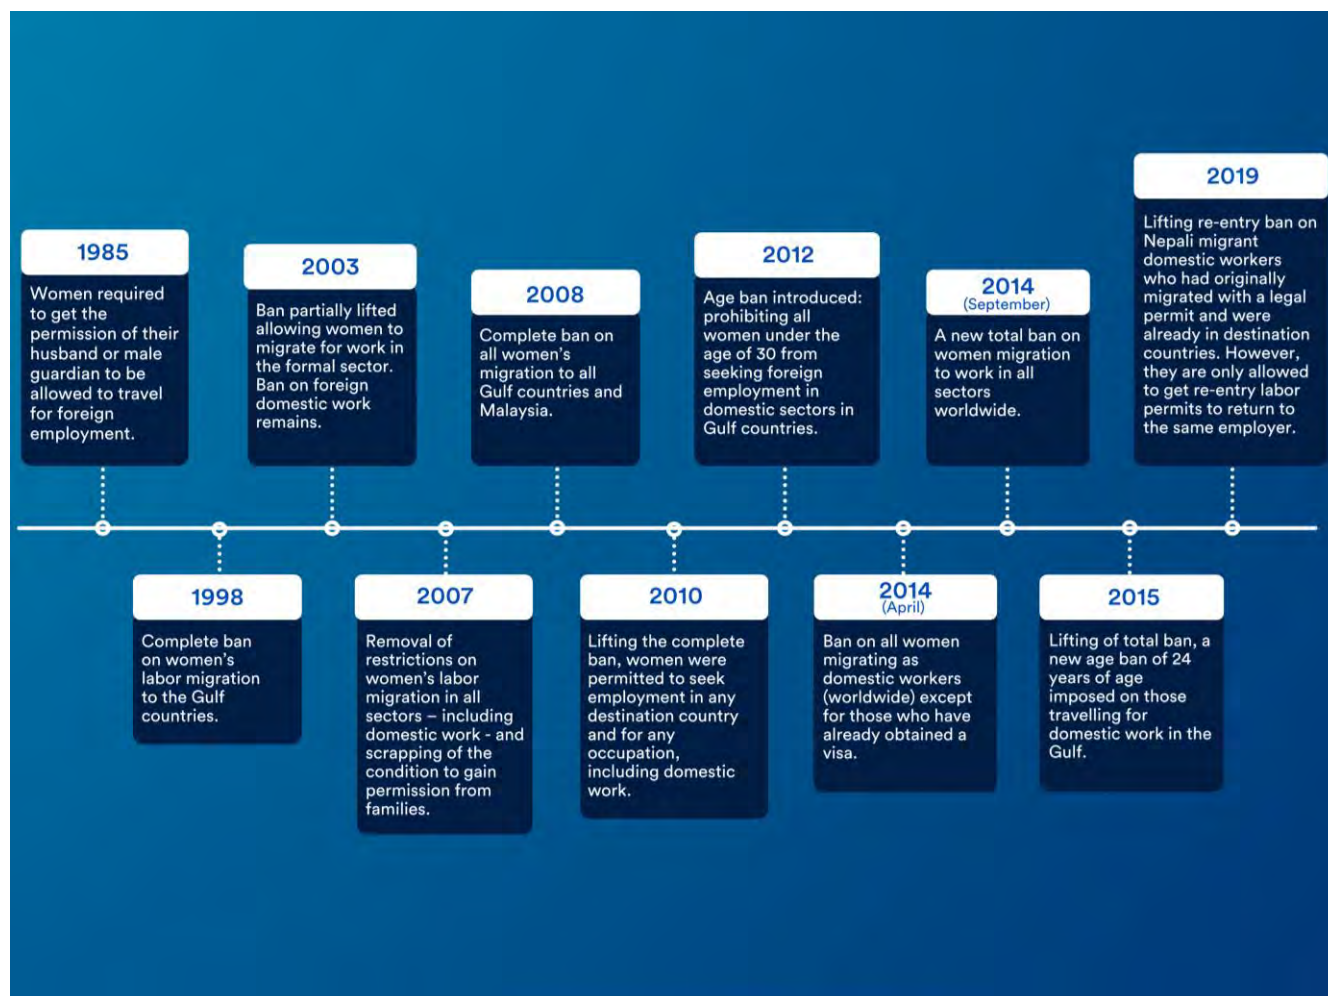 1985
Women required
to get the
permission of their
husband or male
guardian to be
allowed to travel
for foreign
employment.
1998
Complete ban
on women's
labor migration
to the Gulf
countries.
2003
Ban partially lifted
allowing women to
migrate for work in
the formal sector.
Ban on foreign
domestic work
remains.
2007
Removal of
restrictions on
women's labor
migration in all
sectors – including
domestic work - and
scrapping of the
condition to gain
permission from
families.
2008
Complete ban on
all women's
migration to all
Gulf countries and
Malaysia.
2010
Lifting the complete
ban, women were
permitted to seek
employment in any
destination country
and for any
occupation,
including domestic
work.
2012
Age ban introduced:
prohibiting all
women under the
age of 30 from
seeking foreign
employment in
domestic sectors in
Gulf countries.
2014
(April)
Ban on all women
migrating as
domestic workers
(worldwide) except
for those who have
already obtained a
visa.
2014
(September)
A new total ban on
women migration
to work in all
sectors
worldwide.
2015
Lifting of total ban, a
new age ban of 24
years of age
imposed on those
travelling for
domestic work in the
Gulf.
2019
Lifting re-entry ban on
Nepali migrant
domestic workers
who had originally
migrated with a legal
permit and were
already in destination
countries. However,
they are only allowed
to get re-entry labor
permits to return to
the same employer.